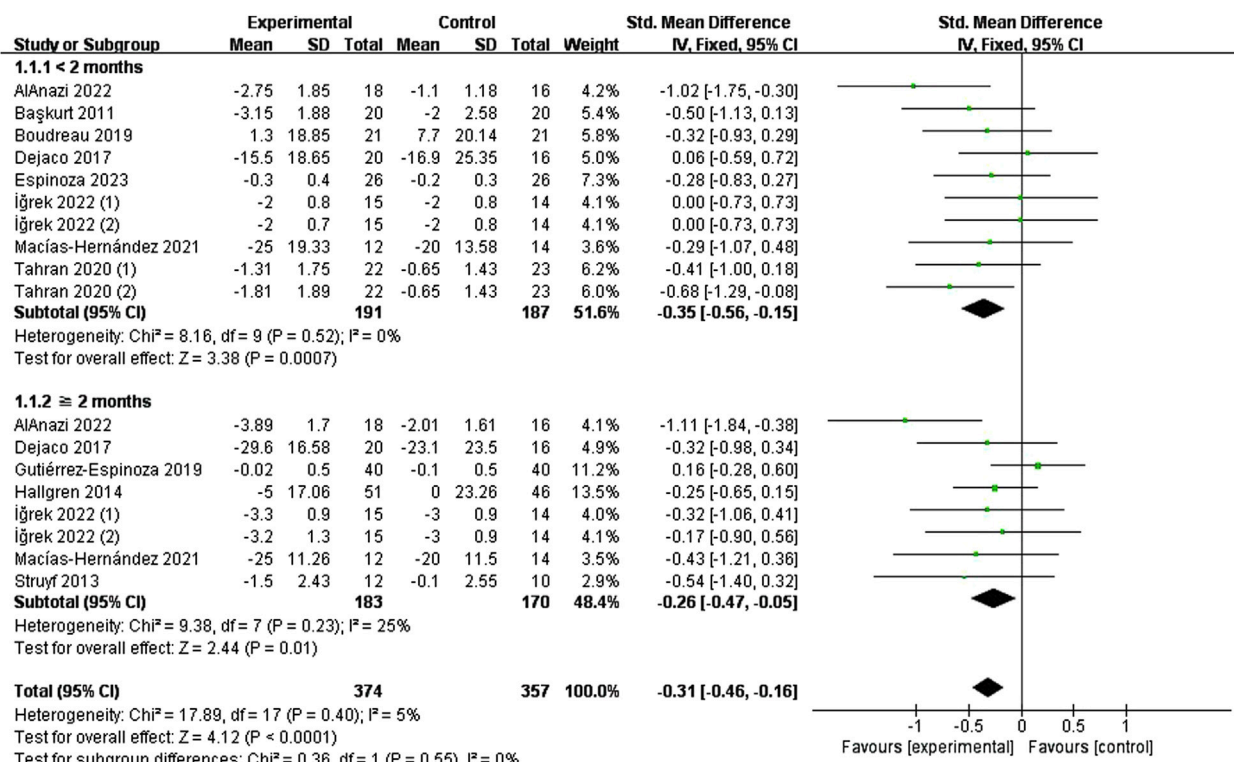 Experimental Control Std. Mean Difference Std. Mean Difference
Study or Subgroup Mean SD Total Mean SD Total Weight IV, Fixed, 95% CI IV, Fixed, 95% CI
1.1.1 < 2 months
AlAnazi 2022 -2.75 1.85 18 -1.1 1.18 16 4.2% -1.02 [-1.75, -0.30]
Başkurt 2011 -3.15 1.88 20 -2 2.58 20 5.4% -0.50 [-1.13, 0.13]
Boudreau 2019 1.3 18.85 21 7.7 20.14 21 5.8% -0.32 [-0.93, 0.29]
Dejaco 2017 -15.5 18.65 20 -16.9 25.35 16 5.0% 0.06 [-0.59, 0.72]
Espinoza 2023 -0.3 0.4 26 -0.2 0.3 26 7.3% -0.28 [-0.83, 0.27]
İğrek 2022 (1) -2 0.8 15 -2 0.8 14 4.1% 0.00 [-0.73, 0.73]
İğrek 2022 (2) -2 0.7 15 -2 0.8 14 4.1% 0.00 [-0.73, 0.73]
Macías-Hernández 2021 -25 19.33 12 -20 13.58 14 3.6% -0.29 [-1.07, 0.48]
Tahran 2020 (1) -1.31 1.75 22 -0.65 1.43 23 6.2% -0.41 [-1.00, 0.18]
Tahran 2020 (2) -1.81 1.89 22 -0.65 1.43 23 6.0% -0.68 [-1.29, -0.08]
Subtotal (95% CI) 191 187 51.6% -0.35 [-0.56, -0.15]
Heterogeneity: Chi² = 8.16, df = 9 (P = 0.52); I² = 0%
Test for overall effect: Z = 3.38 (P = 0.0007)
1.1.2 ≧ 2 months
AlAnazi 2022 -3.89 1.7 18 -2.01 1.61 16 4.1% -1.11 [-1.84, -0.38]
Dejaco 2017 -29.6 16.58 20 -23.1 23.5 16 4.9% -0.32 [-0.98, 0.34]
Gutiérrez-Espinoza 2019 -0.02 0.5 40 -0.1 0.5 40 11.2% 0.16 [-0.28, 0.60]
Hallgren 2014 -5 17.06 51 0 23.26 46 13.5% -0.25 [-0.65, 0.15]
İğrek 2022 (1) -3.3 0.9 15 -3 0.9 14 4.0% -0.32 [-1.06, 0.41]
İğrek 2022 (2) -3.2 1.3 15 -3 0.9 14 4.1% -0.17 [-0.90, 0.56]
Macías-Hernández 2021 -25 11.26 12 -20 11.5 14 3.5% -0.43 [-1.21, 0.36]
Struyf 2013 -1.5 2.43 12 -0.1 2.55 10 2.9% -0.54 [-1.40, 0.32]
Subtotal (95% CI) 183 170 48.4% -0.26 [-0.47, -0.05]
Heterogeneity: Chi² = 9.38, df = 7 (P = 0.23); I² = 25%
Test for overall effect: Z = 2.44 (P = 0.01)
Total (95% CI) 374 357 100.0% -0.31 [-0.46, -0.16]
Heterogeneity: Chi² = 17.89, df = 17 (P = 0.40); I² = 5%
Test for overall effect: Z = 4.12 (P < 0.0001)
Test for subgroup differences: Chi² = 0.36, df = 1 (P = 0.55), I² = 0%
-1 -0.5 0 0.5 1
Favours [experimental] Favours [control]